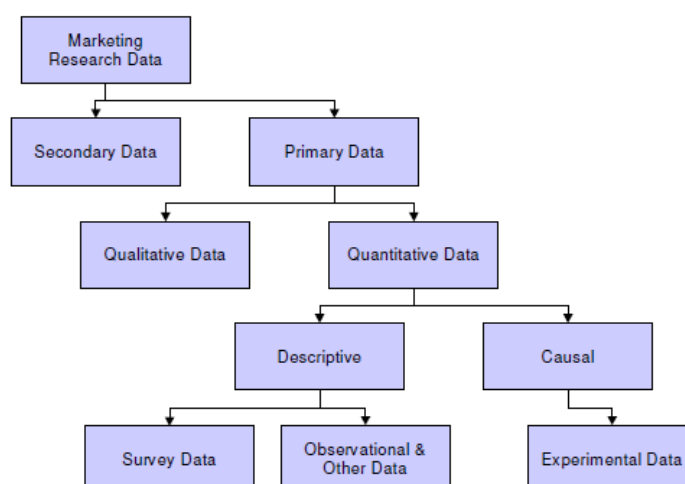 Marketing
Research Data
Secondary Data
Primary Data
Qualitative Data
Quantitative Data
Descriptive
Causal
Survey Data
Observational &
Other Data
Experimental Data